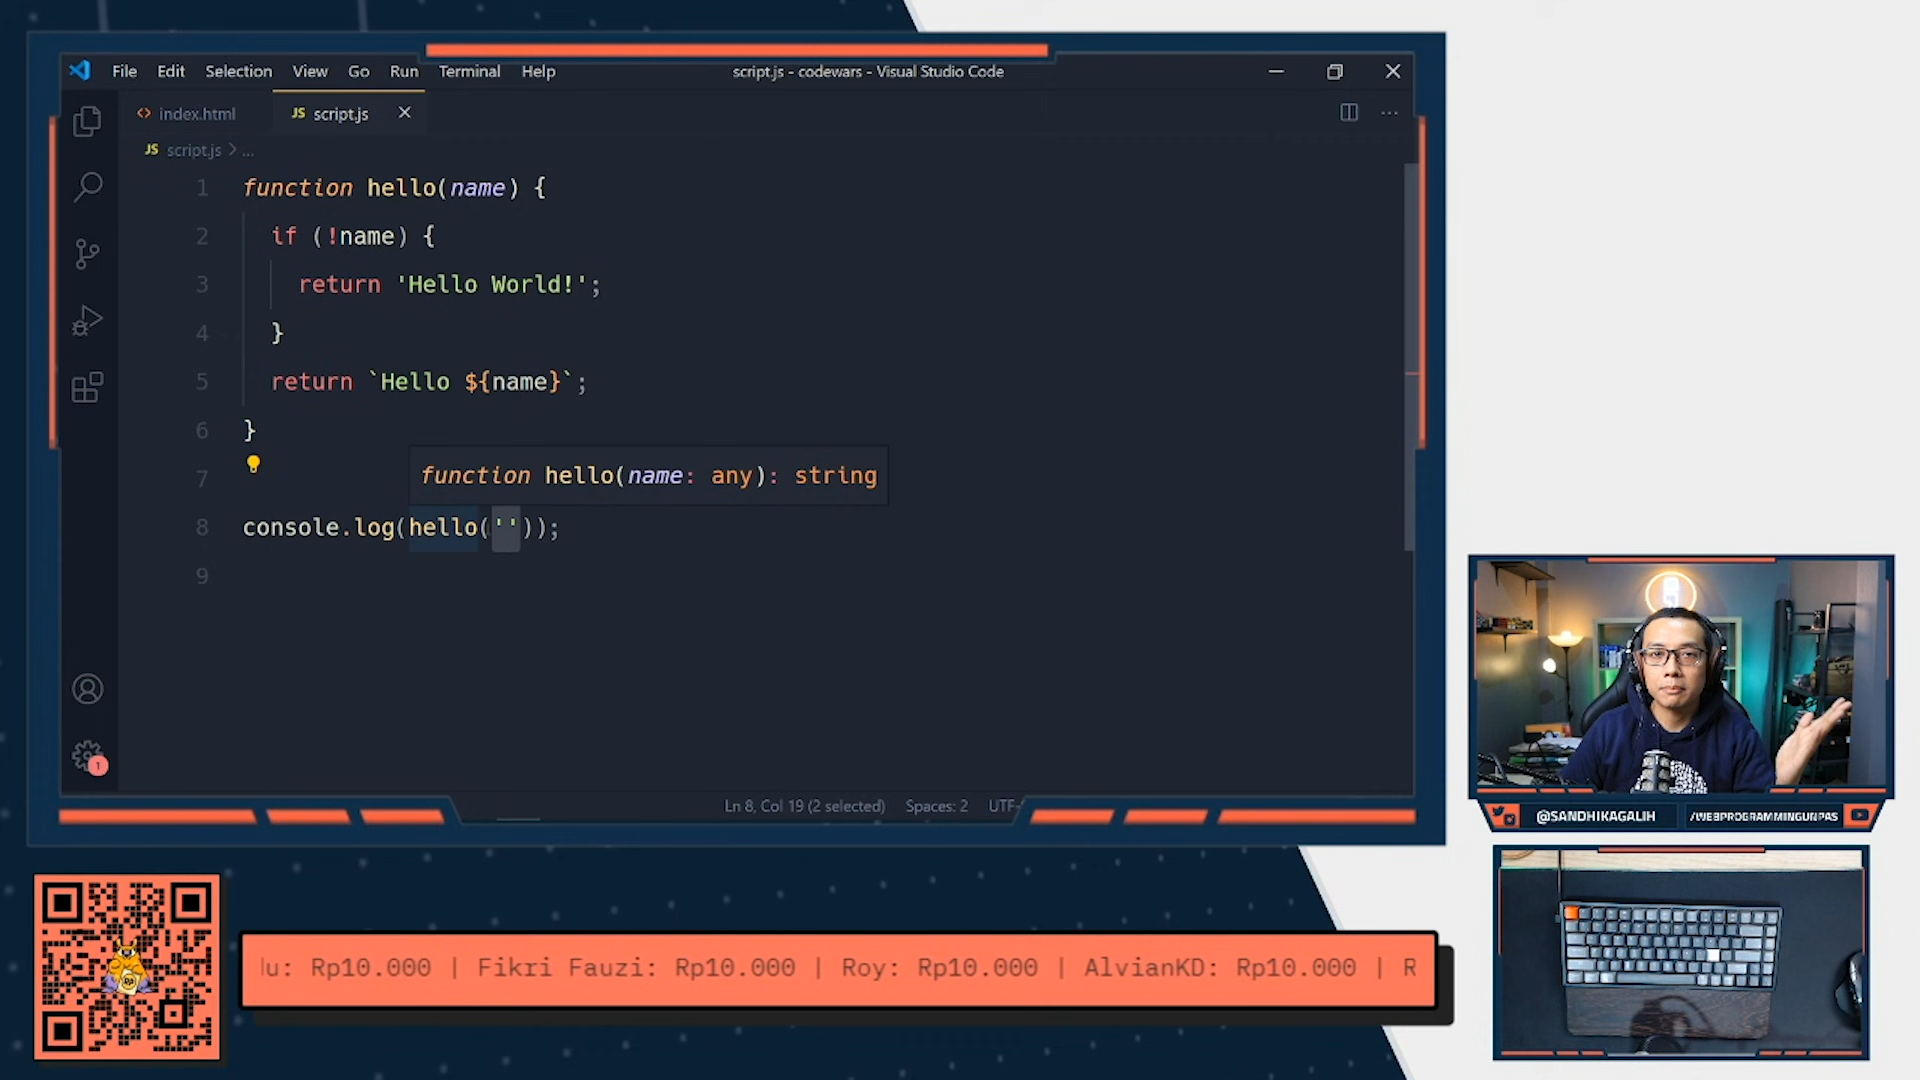 File Edit Selection View Go Run Terminal Help
script.js - codewars - Visual Studio Code
index.html
JS script.js
JS script.js > ...
1 function hello(name) {
2 if (!name) {
3 return 'Hello World!';
4 }
5 return `Hello ${name}`;
6 }
function hello(name: any): string
7
8 console.log(hello(''));
9
1
Ln 8, Col 19 (2 selected) Spaces: 2 UTF-
@SANDHIKAGALIH /WEBPROGRAMMINGUNPAS
lu: Rp10.000 | Fikri Fauzi: Rp10.000 | Roy: Rp10.000 | AlvianKD: Rp10.000 | R